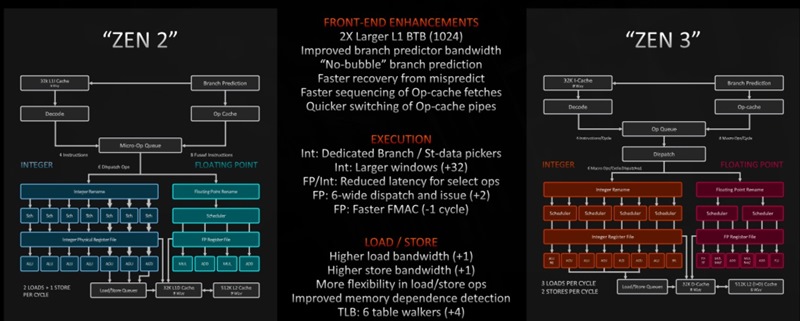 "ZEN 2"
32K L1I Cache
8 Way
Branch Prediction
Decode
Op Cache
Micro-Op Queue
4 Instructions
8 Fused Instructions
6 Dispatch Ops
INTEGER
FLOATING POINT
Integer Rename
Floating Point Rename
Sch
Sch
Sch
Sch
Sch
Sch
Sch
Scheduler
Integer Physical Register File
FP Register File
ALU
ALU
ALU
ALU
AGU
AGU
AGU
MUL
ADD
MUL
ADD
2 LOADS + 1 STORE
PER CYCLE
Load/Store Queues
32K L1D Cache
8 Way
512K L2 Cache
8 Way
FRONT-END ENHANCEMENTS
2X Larger L1 BTB (1024)
Improved branch predictor bandwidth
"No-bubble" branch prediction
Faster recovery from mispredict
Faster sequencing of Op-cache fetches
Quicker switching of Op-cache pipes
EXECUTION
Int: Dedicated Branch / St-data pickers
Int: Larger windows (+32)
FP/Int: Reduced latency for select ops
FP: 6-wide dispatch and issue (+2)
FP: Faster FMAC (-1 cycle)
LOAD / STORE
Higher load bandwidth (+1)
Higher store bandwidth (+1)
More flexibility in load/store ops
Improved memory dependence detection
TLB: 6 table walkers (+4)
"ZEN 3"
32K I-Cache
8 Way
Branch Prediction
Decode
Op-cache
Op Queue
4 Instructions/Cycle
8 Macro-Ops/Cycle
Dispatch
6 Macro-Ops/Cycle Dispatched
INTEGER
FLOATING POINT
Integer Rename
Floating Point Rename
Scheduler
Scheduler
Scheduler
Scheduler
Scheduler
Scheduler
Integer Register File
FP Register File
ALU
AGU
ALU
AGU
ALU
AGU
ALU
BR
ADD
3 LOADS PER CYCLE
2 STORES PER CYCLE
Load/Store Queues
32K D-Cache
8 Way
512K L2 (I+D) Cache
8 Way